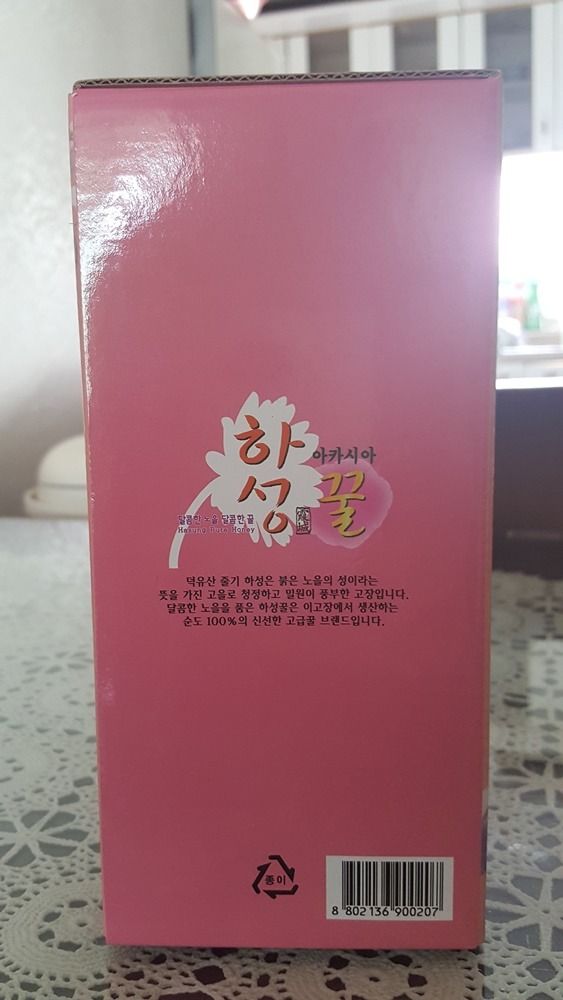 하성
아카시아
꿀
달콤한 노을 달콤한 꿀
Hasung Pure Honey
덕유산 줄기 하성은 붉은 노을의 성이라는
뜻을 가진 고을로 청정하고 밀원이 풍부한 고장입니다.
달콤한 노을을 품은 하성꿀은 이고장에서 생산하는
순도 100%의 신선한 고급꿀 브랜드입니다.
종이
8 802136 900207